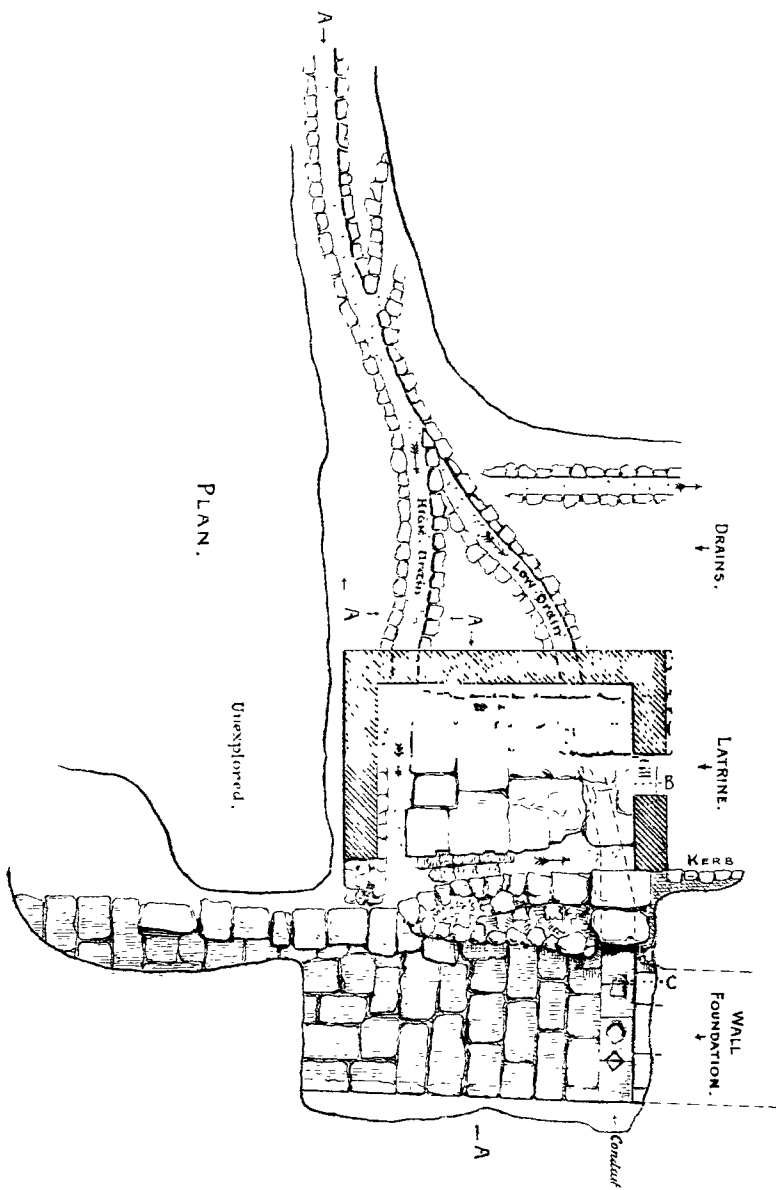 A
PLAN.
Unexplored.
High Drain
Low Drain
A
A
DRAINS.
LATRINE.
B
KERB
C
WALL
FOUNDATION.
Conduit
A